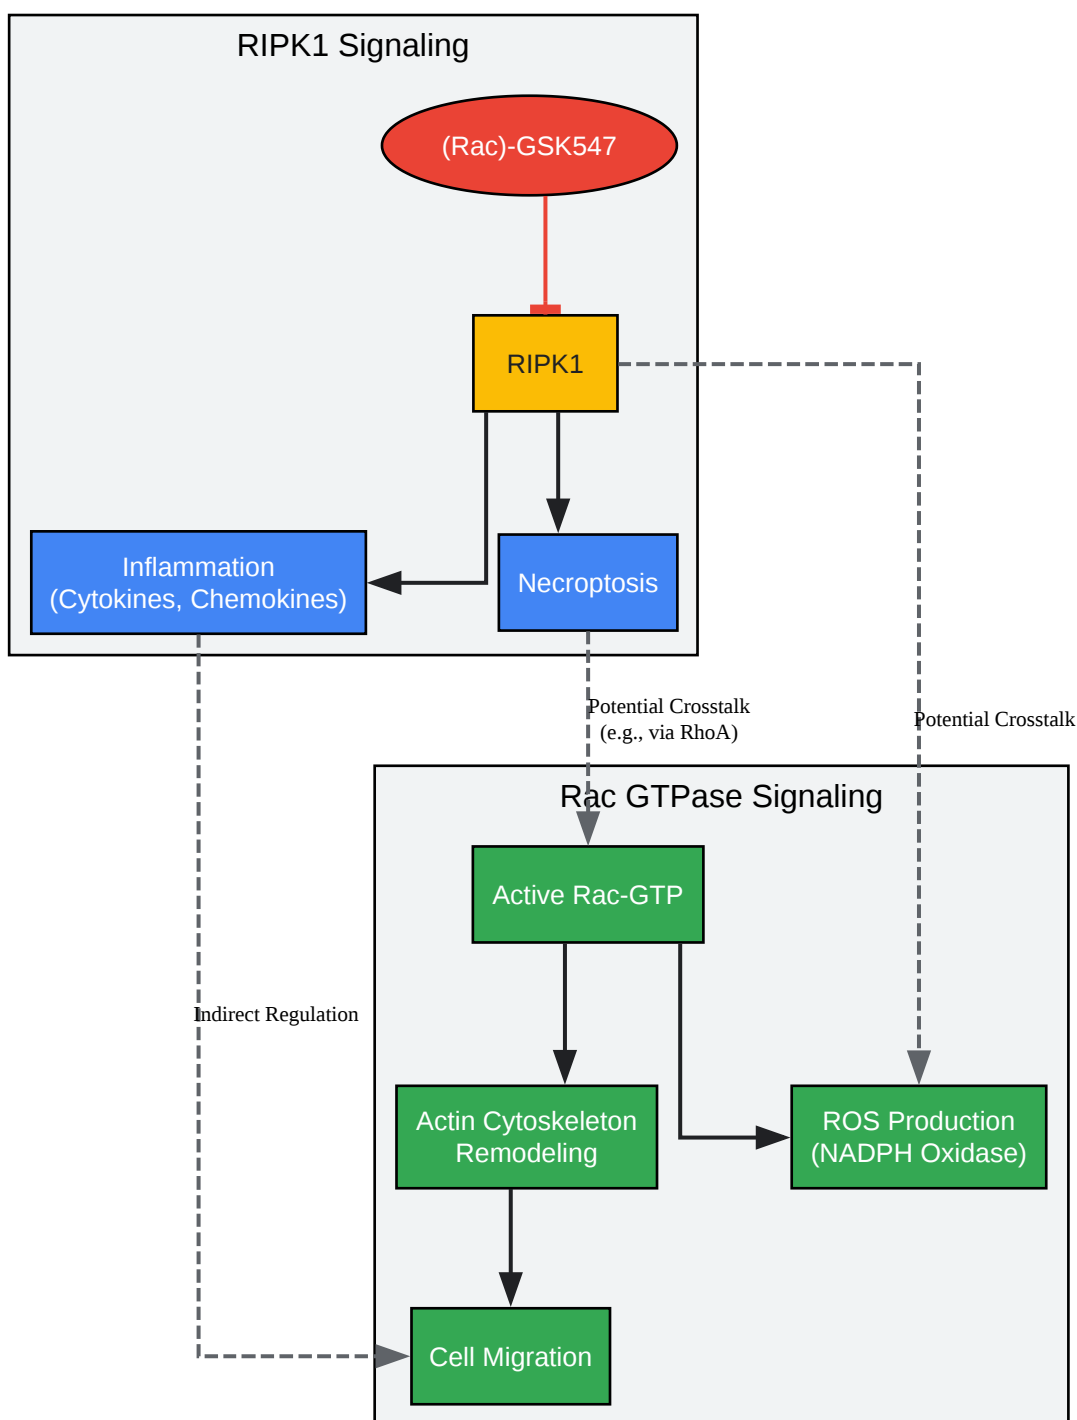 RIPK1 Signaling
(Rac)-GSK547
RIPK1
Inflammation
(Cytokines, Chemokines)
Necroptosis
Potential Crosstalk
(e.g., via RhoA)
Potential Crosstalk
Rac GTPase Signaling
Active Rac-GTP
Indirect Regulation
Actin Cytoskeleton
Remodeling
ROS Production
(NADPH Oxidase)
Cell Migration